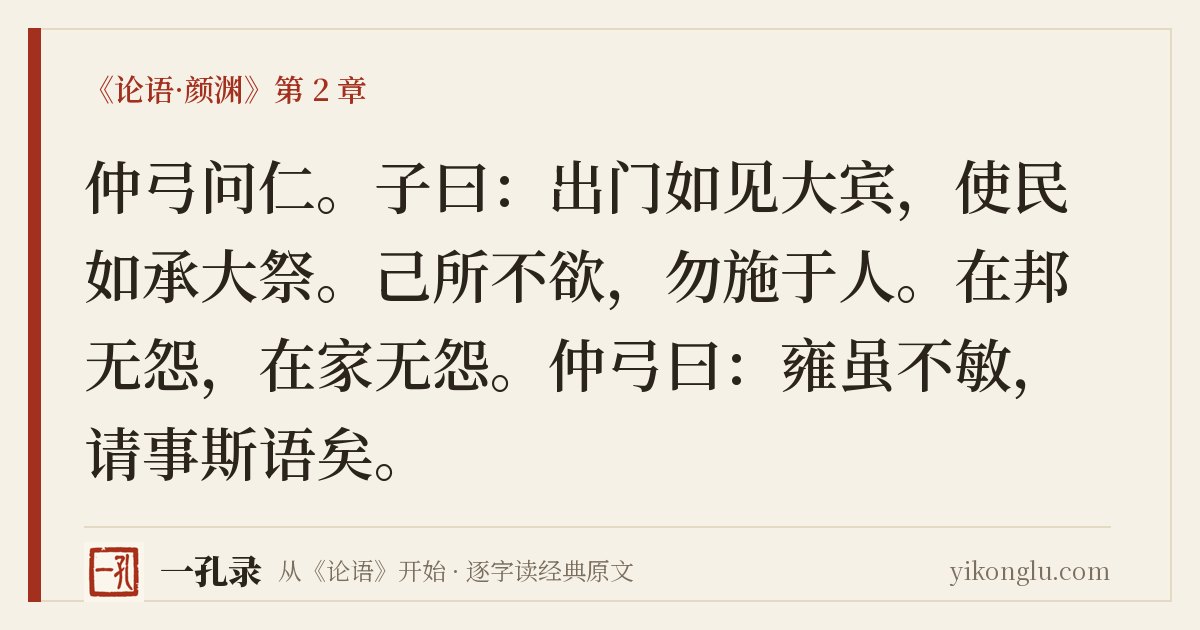 《论语·颜渊》第 2 章
仲弓问仁。子曰：出门如见大宾，使民
如承大祭。己所不欲，勿施于人。在邦
无怨，在家无怨。仲弓曰：雍虽不敏，
请事斯语矣。
一孔 一孔录 从《论语》开始 · 逐字读经典原文 yikonglu.com